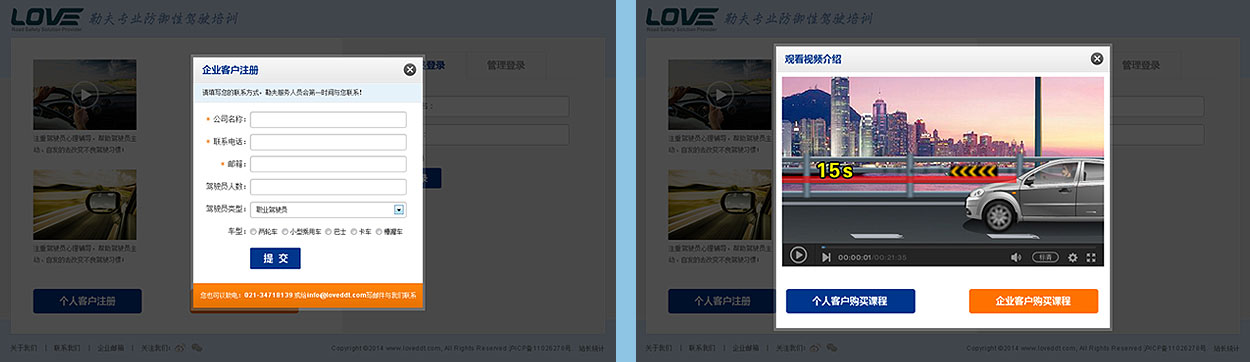 LOVE 勒夫专业防御性驾驶培训
Road Safety Solution Provider
企业客户注册
请填写您的联系方式，勒夫服务人员会第一时间与您联系！
* 公司名称：
* 联系电话：
* 邮箱：
驾驶员人数：
驾驶员类型： 职业驾驶员
车型： 两轮车 小型乘用车 巴士 卡车 槽罐车
提 交
您也可以致电：021-34718139 或给info@loveddt.com写邮件与我们联系
登录
管理登录
注重驾驶员心理辅导，帮助驾驶员主
动、自发的去改变不良驾驶习惯！
注重驾驶员心理辅导，帮助驾驶员主
动、自发的去改变不良驾驶习惯！
个人客户注册
关于我们 | 联系我们 | 企业邮箱 | 关注我们：
Copyright ©2014 www.loveddt.com, All Rights Reserved 沪ICP备11026276号. 站长统计
LOVE 勒夫专业防御性驾驶培训
Road Safety Solution Provider
观看视频介绍
15s
00:00:01/00:21:35
标清
个人客户购买课程
企业客户购买课程
管理登录
注重驾驶员心理辅导，帮助驾驶员主
动、自发的去改变不良驾驶习惯！
注重驾驶员心理辅导，帮助驾驶员主
动、自发的去改变不良驾驶习惯！
个人客户注册
关于我们 | 联系我们 | 企业邮箱 | 关注我们：
Copyright ©2014 www.loveddt.com, All Rights Reserved 沪ICP备11026276号. 站长统计